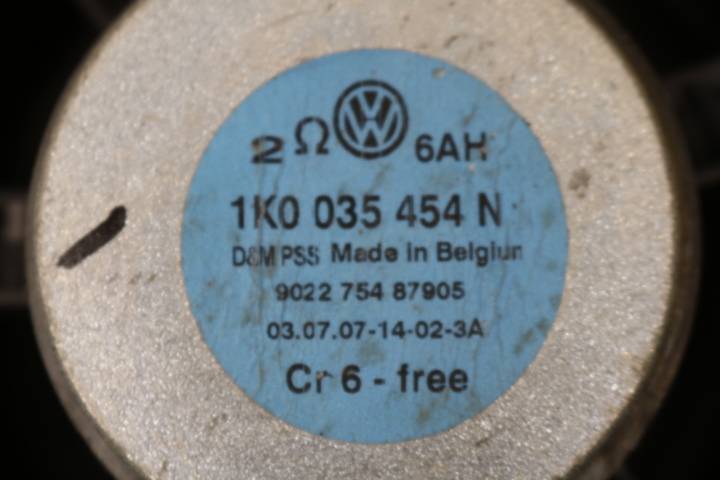 2 Ω 6AH
1K0 035 454 N
D&M PSS Made In Belgium
9022 754 87905
03.07.07-14-02-3A
Cr 6 - free